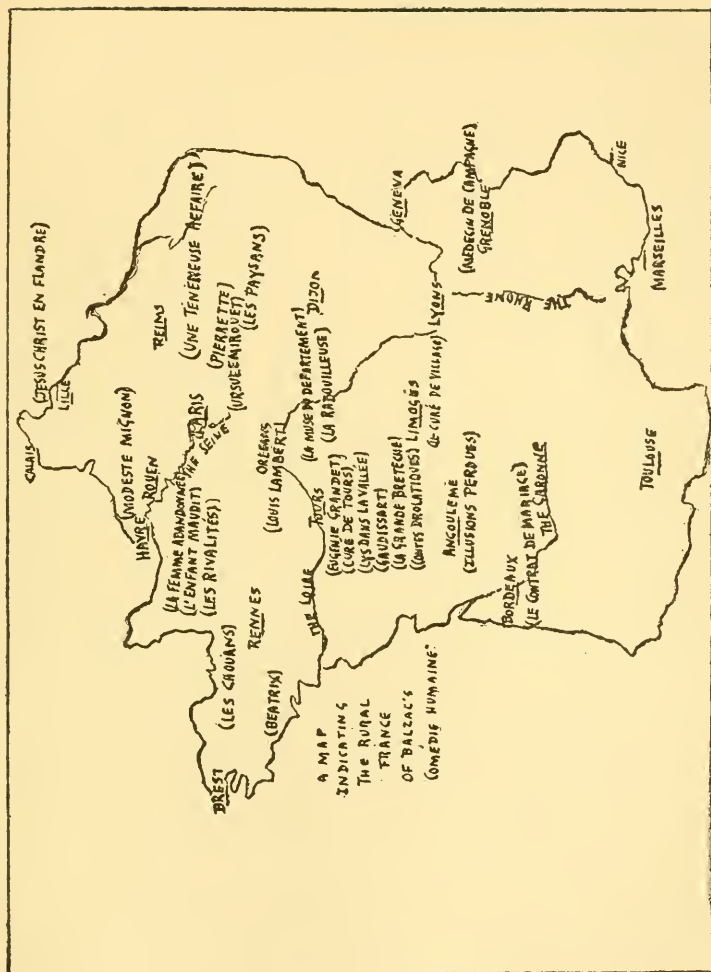 CALAIS
(JESUS CHRIST EN FLANDRE)
LILLE
(MODESTE MIGNON)
HAVRE
ROUEN
REIMS
(LA FEMME ABANDONNÉE)
(L'ENFANT MAUDIT)
(LES RIVALITÉS)
PARIS
THE SEINE
(UNE TÉNÉBREUSE AFFAIRE)
(PIERRETTE)
(URSULE MIROUET)
(LES PAYSANS)
BREST
(LES CHOUANS)
RENNES
(BEATRIX)
ORLEANS
(LOUIS LAMBERT)
THE LOIRE
TOURS
(EUGENIE GRANDET)
(CURÉ DE TOURS)
(LYS DANS LA VALLÉE)
(GAUDISSART)
(LA GRANDE BRETECHE)
(CONTES DROLATIQUES)
(LA MUSE DU DEPARTMENT)
(LA RABOUILLEUSE)
DIJON
LIMOGES
(LE CURÉ DE VILLAGE)
LYONS
GENEVA
(MEDECIN DE CAMPAGNE)
GRENOBLE
ANGOULEME
(ILLUSIONS PERDUES)
THE RHONE
BORDEAUX
(LE CONTRAT DE MARIAGE)
THE GARONNE
TOULOUSE
MARSEILLES
NICE
A MAP
INDICATING
THE RURAL
FRANCE
OF BALZAC'S
COMÉDIE HUMAINE.